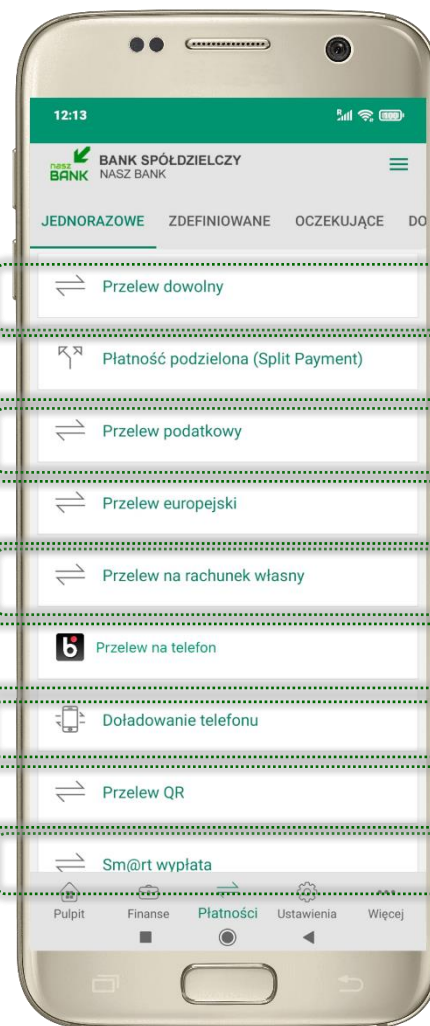 12:13
100
nasz BANK
BANK SPÓŁDZIELCZY
NASZ BANK
JEDNORAZOWE ZDEFINIOWANE OCZEKUJĄCE DO
Przelew dowolny
Płatność podzielona (Split Payment)
Przelew podatkowy
Przelew europejski
Przelew na rachunek własny
Przelew na telefon
Doładowanie telefonu
Przelew QR
Sm@rt wypłata
Pulpit Finanse Płatności Ustawienia Więcej